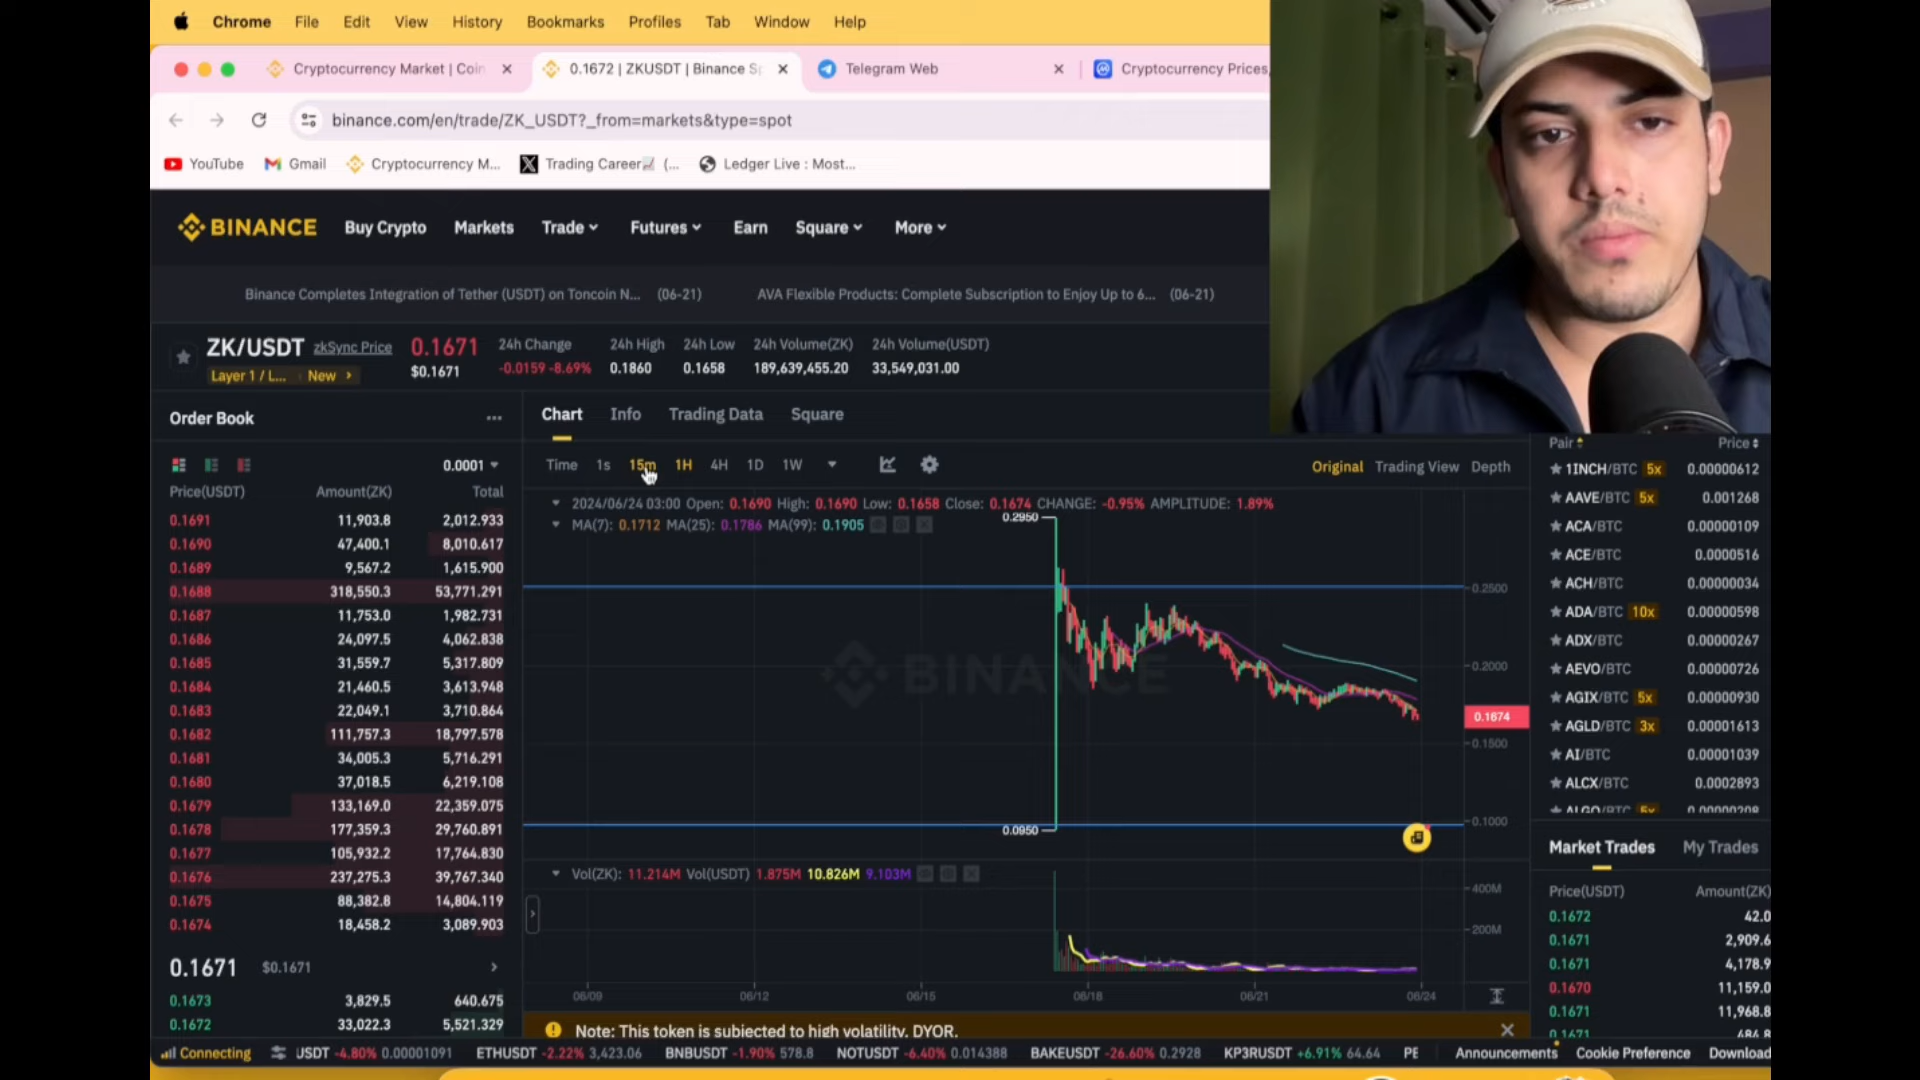 Chrome File Edit View History Bookmarks Profiles Tab Window Help
Cryptocurrency Market | Coin
0.1672 | ZKUSDT | Binance Sp
Telegram Web
Cryptocurrency Prices,
binance.com/en/trade/ZK_USDT?_from=markets&type=spot
YouTube Gmail Cryptocurrency M... Trading Career (... Ledger Live : Most...
BINANCE Buy Crypto Markets Trade Futures Earn Square More
Binance Completes Integration of Tether (USDT) on Toncoin N... (06-21) AVA Flexible Products: Complete Subscription to Enjoy Up to 6... (06-21)
ZK/USDT zkSync Price 0.1671 24h Change 24h High 24h Low 24h Volume(ZK) 24h Volume(USDT)
Layer 1 / L... New $0.1671 -0.0159 -8.69% 0.1860 0.1658 189,639,455.20 33,549,031.00
Order Book ...
0.0001
Price(USDT) Amount(ZK) Total
0.1691 11,903.8 2,012.933
0.1690 47,400.1 8,010.617
0.1689 9,567.2 1,615.900
0.1688 318,550.3 53,771.291
0.1687 11,753.0 1,982.731
0.1686 24,097.5 4,062.838
0.1685 31,559.7 5,317.809
0.1684 21,460.5 3,613.948
0.1683 22,049.1 3,710.864
0.1682 111,757.3 18,797.578
0.1681 34,005.3 5,716.291
0.1680 37,018.5 6,219.108
0.1679 133,169.0 22,359.075
0.1678 177,359.3 29,760.891
0.1677 105,932.2 17,764.830
0.1676 237,275.3 39,767.340
0.1675 88,382.8 14,804.119
0.1674 18,458.2 3,089.903
0.1671 $0.1671
0.1673 3,829.5 640.675
0.1672 33,022.3 5,521.329
Chart Info Trading Data Square
Time 1s 15m 1H 4H 1D 1W
Original Trading View Depth
2024/06/24 03:00 Open: 0.1690 High: 0.1690 Low: 0.1658 Close: 0.1674 CHANGE: -0.95% AMPLITUDE: 1.89%
MA(7): 0.1712 MA(25): 0.1786 MA(99): 0.1905
0.2950
0.2500
0.2000
BINANCE
0.1674
0.1500
0.1000
0.0950
Vol(ZK): 11.214M Vol(USDT) 1.875M 10.826M 9.103M
400M
200M
06/09 06/12 06/15 06/18 06/21 06/24
Note: This token is subjected to high volatility. DYOR.
Pair Price
1INCH/BTC 5x 0.00000612
AAVE/BTC 5x 0.001268
ACA/BTC 0.00000109
ACE/BTC 0.0000516
ACH/BTC 0.00000034
ADA/BTC 10x 0.00000598
ADX/BTC 0.00000267
AEVO/BTC 0.00000726
AGIX/BTC 5x 0.00000930
AGLD/BTC 3x 0.00001613
AI/BTC 0.00001039
ALCX/BTC 0.0002893
ALGO/BTC 5x 0.00000208
Market Trades My Trades
Price(USDT) Amount(ZK)
0.1672 42.0
0.1671 2,909.6
0.1671 4,178.9
0.1670 11,159.0
0.1671 11,968.8
0.1671 484.8
Connecting USDT -4.80% 0.00001091 ETHUSDT -2.22% 3,423.06 BNBUSDT -1.90% 578.8 NOTUSDT -6.40% 0.014388 BAKEUSDT -26.60% 0.2928 KP3RUSDT +6.91% 64.64 PE Announcements Cookie Preference Download